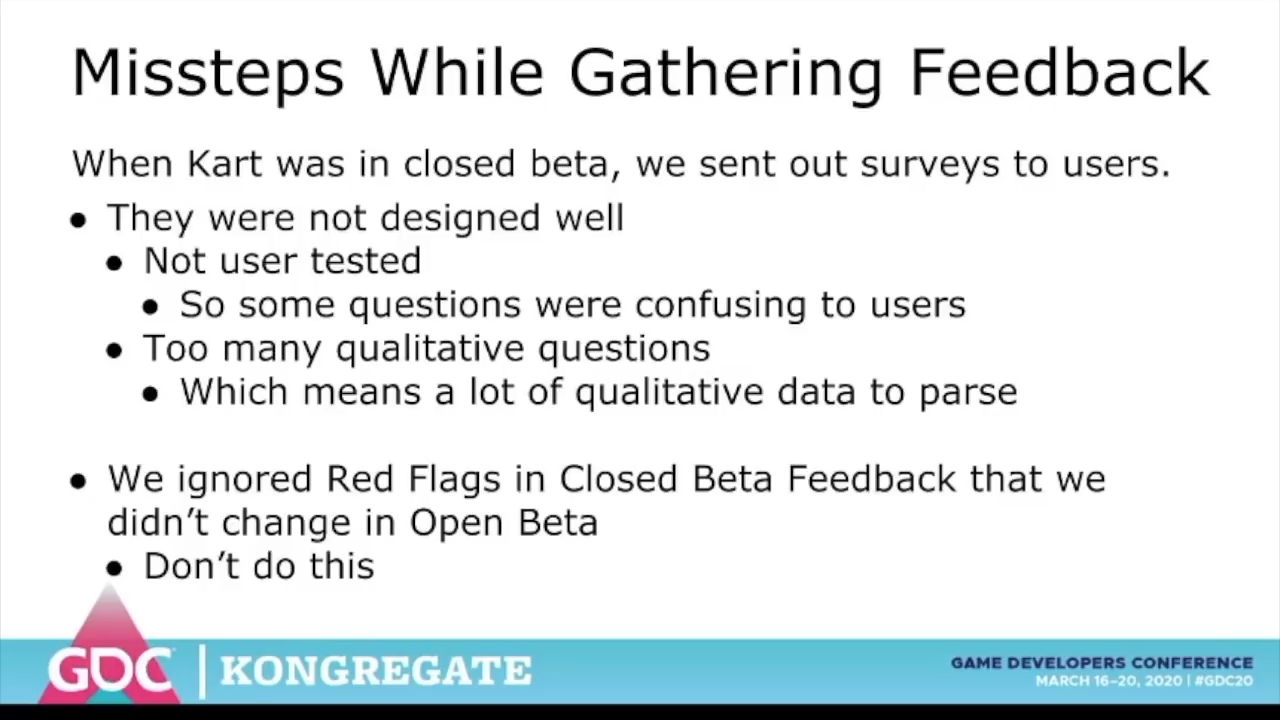 Missteps While Gathering Feedback
When Kart was in closed beta, we sent out surveys to users.
● They were not designed well
● Not user tested
● So some questions were confusing to users
● Too many qualitative questions
● Which means a lot of qualitative data to parse
● We ignored Red Flags in Closed Beta Feedback that we
didn't change in Open Beta
● Don't do this
GDC | KONGREGATE
GAME DEVELOPERS CONFERENCE
MARCH 16–20, 2020 | #GDC20